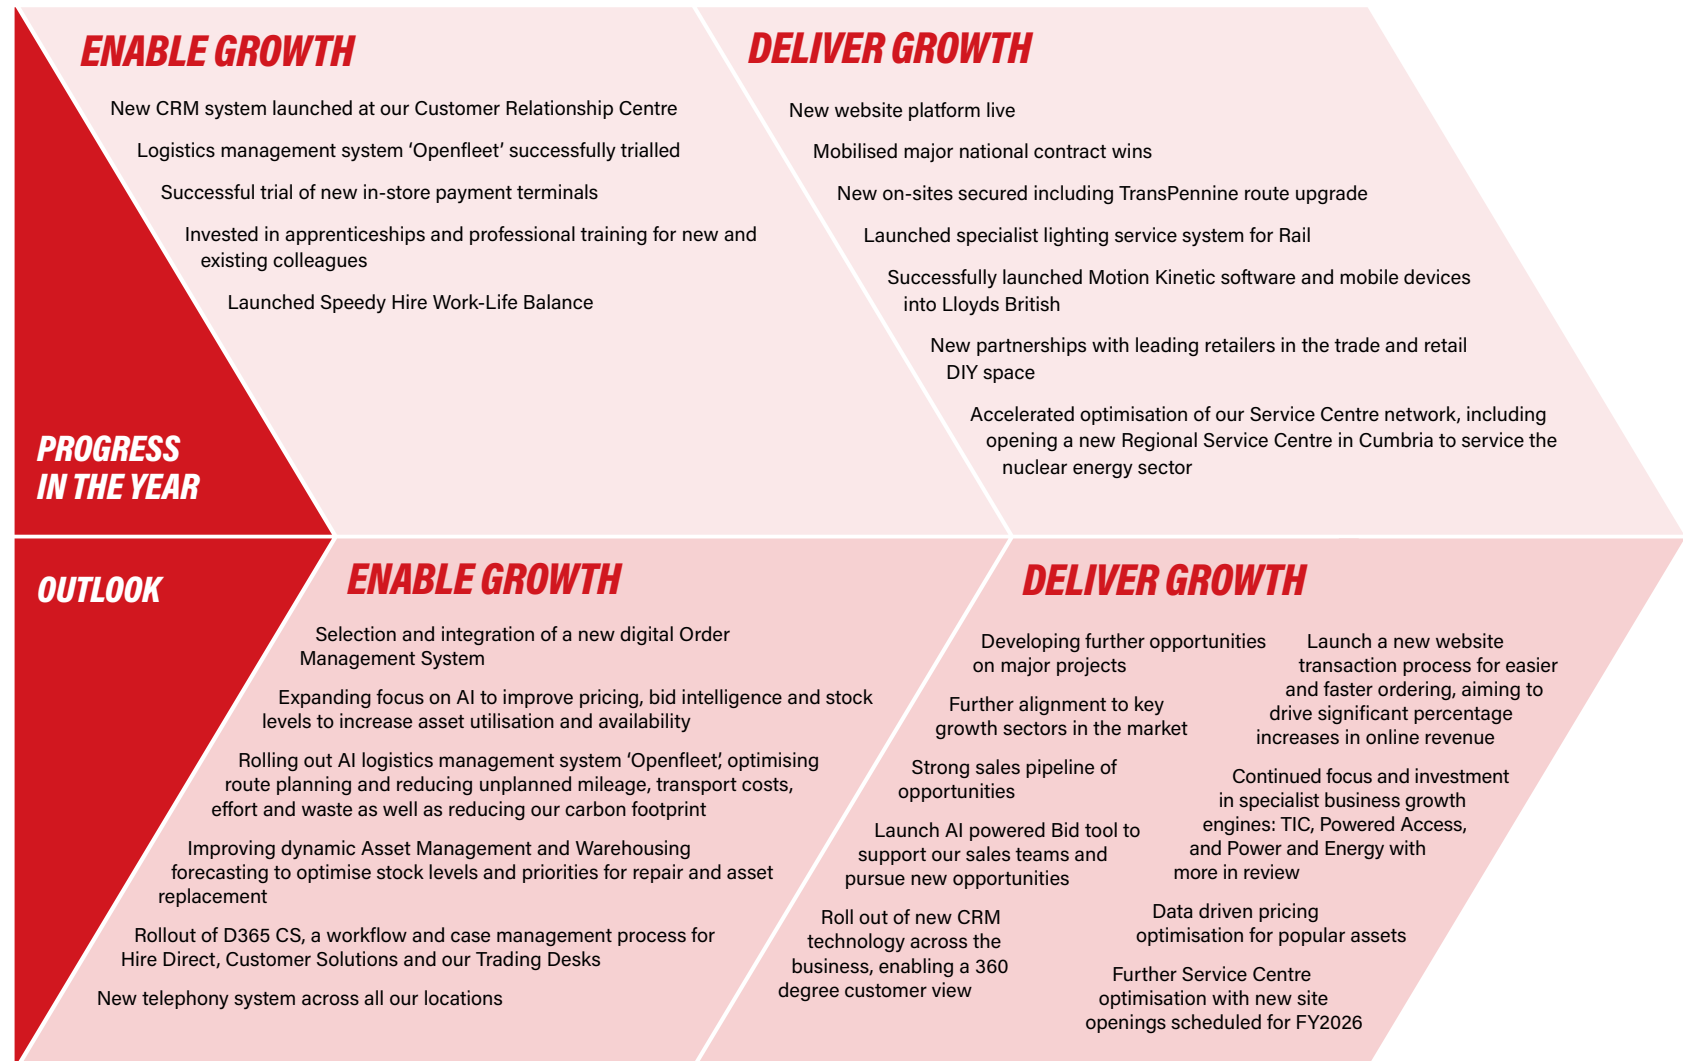 PROGRESS
IN THE YEAR
ENABLE GROWTH
New CRM system launched at our Customer Relationship Centre
Logistics management system ‘Openfleet’ successfully trialled
Successful trial of new in-store payment terminals
Invested in apprenticeships and professional training for new and
existing colleagues
Launched Speedy Hire Work-Life Balance
DELIVER GROWTH
New website platform live
Mobilised major national contract wins
New on-sites secured including TransPennine route upgrade
Launched specialist lighting service system for Rail
Successfully launched Motion Kinetic software and mobile devices
into Lloyds British
New partnerships with leading retailers in the trade and retail
DIY space
Accelerated optimisation of our Service Centre network, including
opening a new Regional Service Centre in Cumbria to service the
nuclear energy sector
OUTLOOK
ENABLE GROWTH
Selection and integration of a new digital Order
Management System
Expanding focus on AI to improve pricing, bid intelligence and stock
levels to increase asset utilisation and availability
Rolling out AI logistics management system ‘Openfleet’, optimising
route planning and reducing unplanned mileage, transport costs,
effort and waste as well as reducing our carbon footprint
Improving dynamic Asset Management and Warehousing
forecasting to optimise stock levels and priorities for repair and asset
replacement
Rollout of D365 CS, a workflow and case management process for
Hire Direct, Customer Solutions and our Trading Desks
New telephony system across all our locations
DELIVER GROWTH
Developing further opportunities
on major projects
Further alignment to key
growth sectors in the market
Strong sales pipeline of
opportunities
Launch AI powered Bid tool to
support our sales teams and
pursue new opportunities
Roll out of new CRM
technology across the
business, enabling a 360
degree customer view
Launch a new website
transaction process for easier
and faster ordering, aiming to
drive significant percentage
increases in online revenue
Continued focus and investment
in specialist business growth
engines: TIC, Powered Access,
and Power and Energy with
more in review
Data driven pricing
optimisation for popular assets
Further Service Centre
optimisation with new site
openings scheduled for FY2026